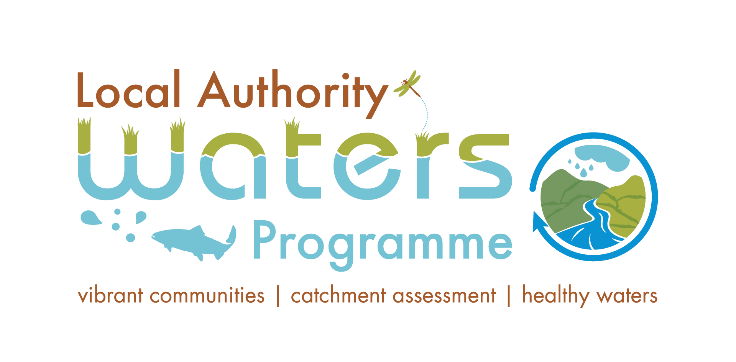 Local Authority
waters
Programme
vibrant communities | catchment assessment | healthy waters